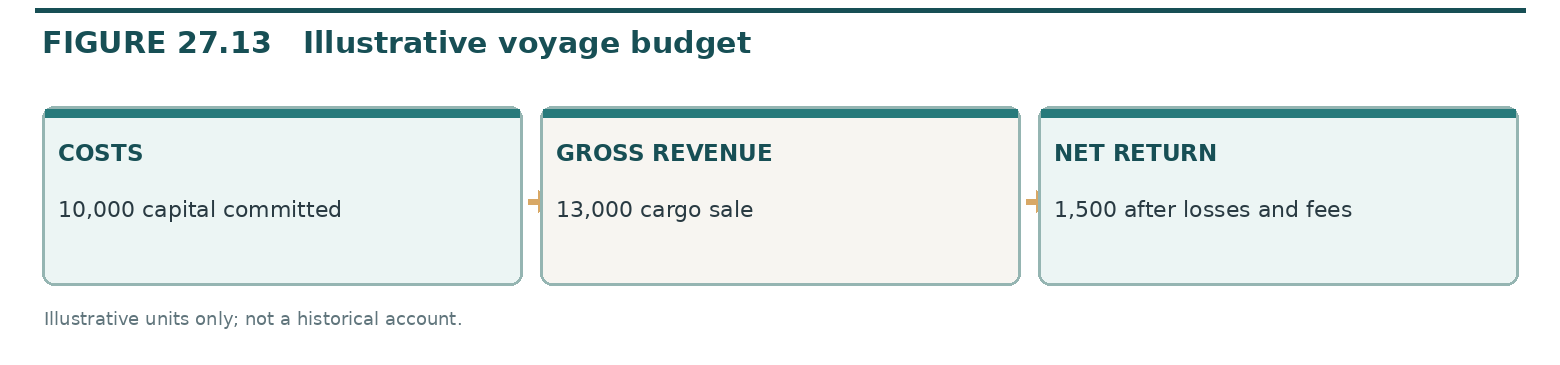 FIGURE 27.13 Illustrative voyage budget
COSTS
10,000 capital committed
GROSS REVENUE
13,000 cargo sale
NET RETURN
1,500 after losses and fees
Illustrative units only; not a historical account.